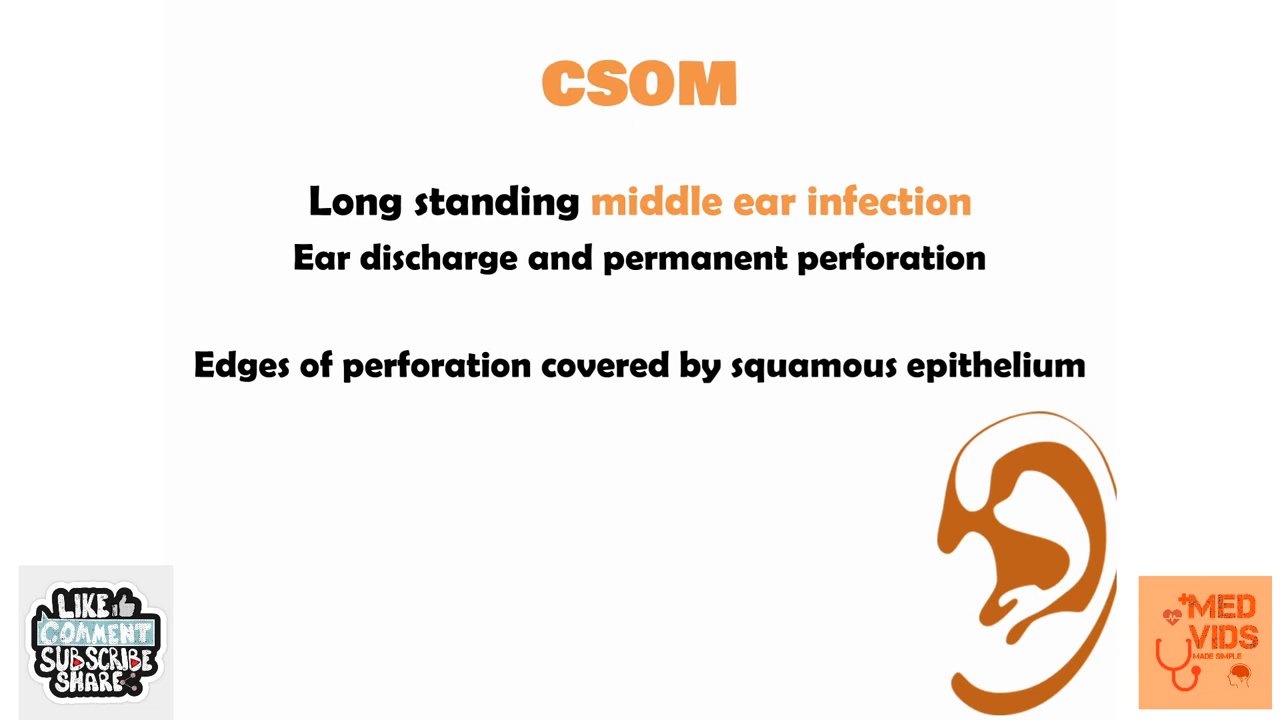 CSOM
Long standing middle ear infection
Ear discharge and permanent perforation
Edges of perforation covered by squamous epithelium
LIKE
COMMENT
SUBSCRIBE
SHARE
MED
VIDS
MADE SIMPLE